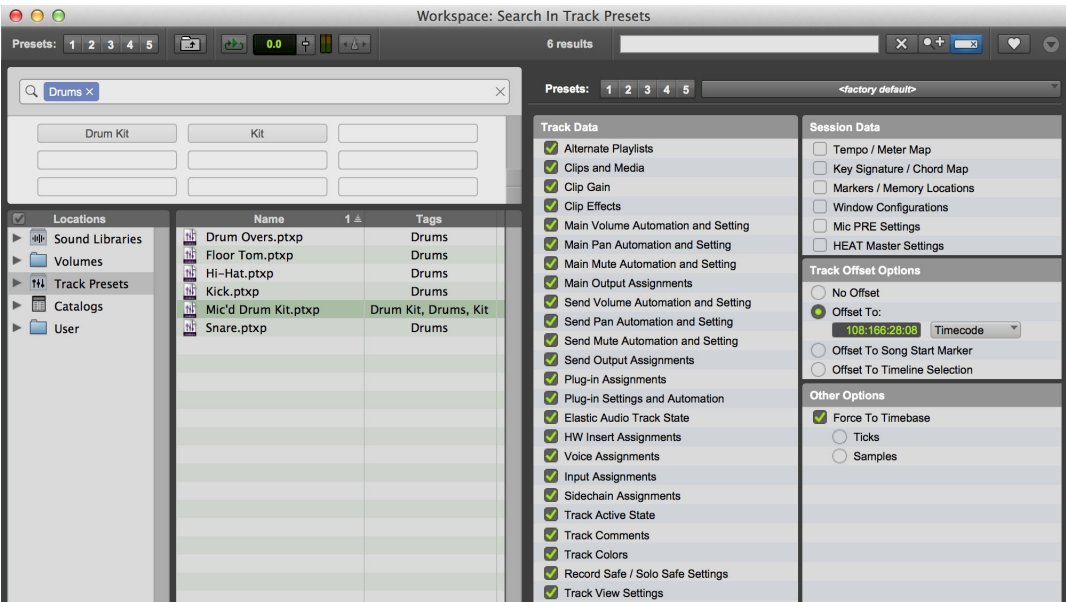 Workspace: Search In Track Presets
Presets: 1 2 3 4 5 0.0 6 results
Drums ×
Drum Kit Kit
Locations
Sound Libraries
Volumes
Track Presets
Catalogs
User
Name 1 Tags
Drum Overs.ptxp Drums
Floor Tom.ptxp Drums
Hi-Hat.ptxp Drums
Kick.ptxp Drums
Mic'd Drum Kit.ptxp Drum Kit, Drums, Kit
Snare.ptxp Drums
Presets: 1 2 3 4 5 <factory default>
Track Data
Alternate Playlists
Clips and Media
Clip Gain
Clip Effects
Main Volume Automation and Setting
Main Pan Automation and Setting
Main Mute Automation and Setting
Main Output Assignments
Send Volume Automation and Setting
Send Pan Automation and Setting
Send Mute Automation and Setting
Send Output Assignments
Plug-in Assignments
Plug-in Settings and Automation
Elastic Audio Track State
HW Insert Assignments
Voice Assignments
Input Assignments
Sidechain Assignments
Track Active State
Track Comments
Track Colors
Record Safe / Solo Safe Settings
Track View Settings
Session Data
Tempo / Meter Map
Key Signature / Chord Map
Markers / Memory Locations
Window Configurations
Mic PRE Settings
HEAT Master Settings
Track Offset Options
No Offset
Offset To:
108:166:28:08 Timecode
Offset To Song Start Marker
Offset To Timeline Selection
Other Options
Force To Timebase
Ticks
Samples